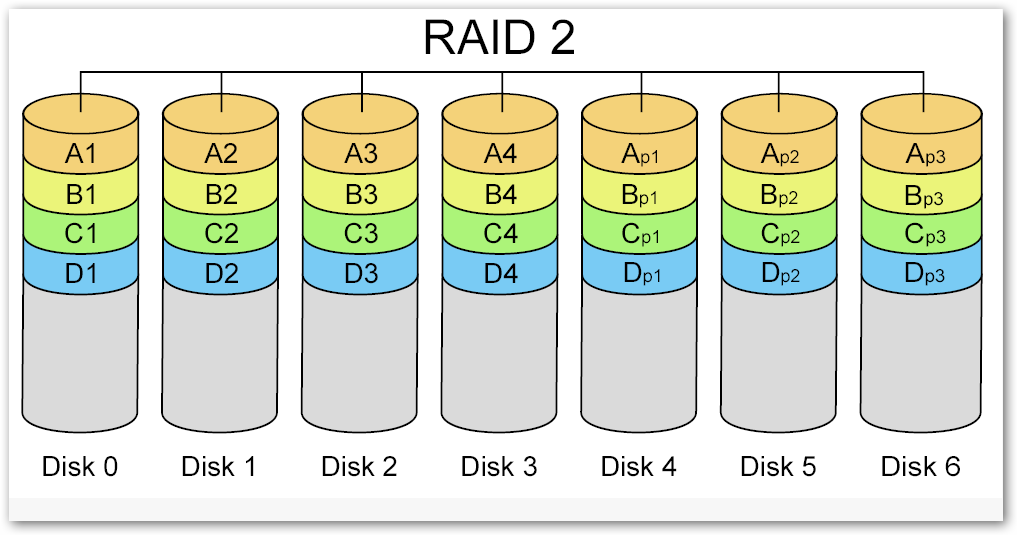 RAID 2
A1 A2 A3 A4 Ap1 Ap2 Ap3
B1 B2 B3 B4 Bp1 Bp2 Bp3
C1 C2 C3 C4 Cp1 Cp2 Cp3
D1 D2 D3 D4 Dp1 Dp2 Dp3
Disk 0 Disk 1 Disk 2 Disk 3 Disk 4 Disk 5 Disk 6